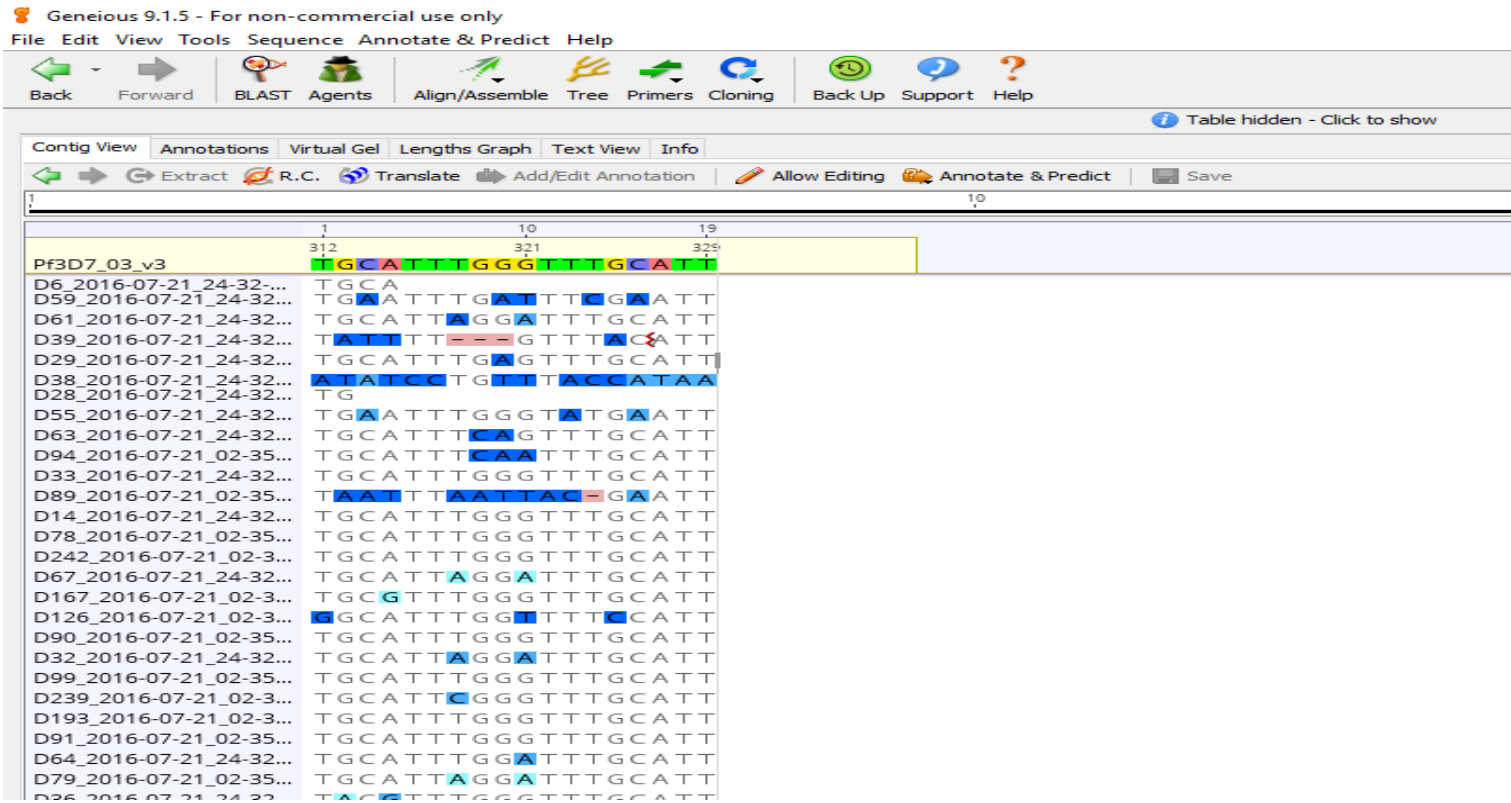 Geneious 9.1.5 - For non-commercial use only
File Edit View Tools Sequence Annotate & Predict Help
Back Forward BLAST Agents Align/Assemble Tree Primers Cloning Back Up Support Help
Table hidden - Click to show
Contig View Annotations Virtual Gel Lengths Graph Text View Info
Extract R.C. Translate Add/Edit Annotation Allow Editing Annotate & Predict Save
1 10
1 10 19
312 321 329
Pf3D7_03_v3 TGCATTTGGGTTTGCATT
D6_2016-07-21_24-32-... TGCA
D59_2016-07-21_24-32... TGAATTTGATTTCGAATT
D61_2016-07-21_24-32... TGCATTAGGATTTGCATT
D39_2016-07-21_24-32... TATTTT---GTTTACATT
D29_2016-07-21_24-32... TGCATTTGAGTTTGCATT
D38_2016-07-21_24-32... ATATCCTGTTTACCATAA
D28_2016-07-21_24-32... TG
D55_2016-07-21_24-32... TGAATTTGGGTATGAATT
D63_2016-07-21_24-32... TGCATTTCAGTTTGCATT
D94_2016-07-21_02-35... TGCATTTCAATTTGCATT
D33_2016-07-21_24-32... TGCATTTGGGTTTGCATT
D89_2016-07-21_02-35... TAATTTAATTAC-GAATT
D14_2016-07-21_24-32... TGCATTTGGGTTTGCATT
D78_2016-07-21_02-35... TGCATTTGGGTTTGCATT
D242_2016-07-21_02-3... TGCATTTGGGTTTGCATT
D67_2016-07-21_24-32... TGCATTAGGATTTGCATT
D167_2016-07-21_02-3... TGCGTTTGGGTTTGCATT
D126_2016-07-21_02-3... GGCATTTGGTTTTCCATT
D90_2016-07-21_02-35... TGCATTTGGGTTTGCATT
D32_2016-07-21_24-32... TGCATTAGGATTTGCATT
D99_2016-07-21_02-35... TGCATTTGGGTTTGCATT
D239_2016-07-21_02-3... TGCATTCGGGTTTGCATT
D193_2016-07-21_02-3... TGCATTTGGGTTTGCATT
D91_2016-07-21_02-35... TGCATTTGGGTTTGCATT
D64_2016-07-21_24-32... TGCATTTGGATTTGCATT
D79_2016-07-21_02-35... TGCATTAGGATTTGCATT